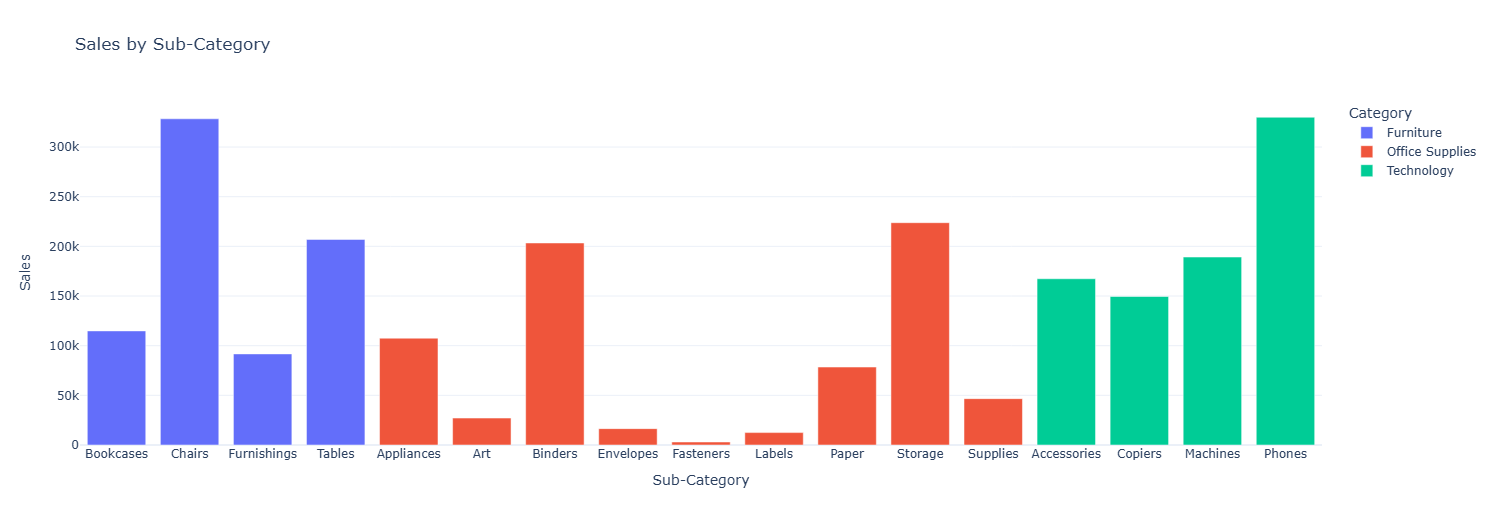 Sales by Sub-Category
Category
Furniture
Office Supplies
Technology
Sales
300k
250k
200k
150k
100k
50k
0
Bookcases Chairs Furnishings Tables Appliances Art Binders Envelopes Fasteners Labels Paper Storage Supplies Accessories Copiers Machines Phones
Sub-Category